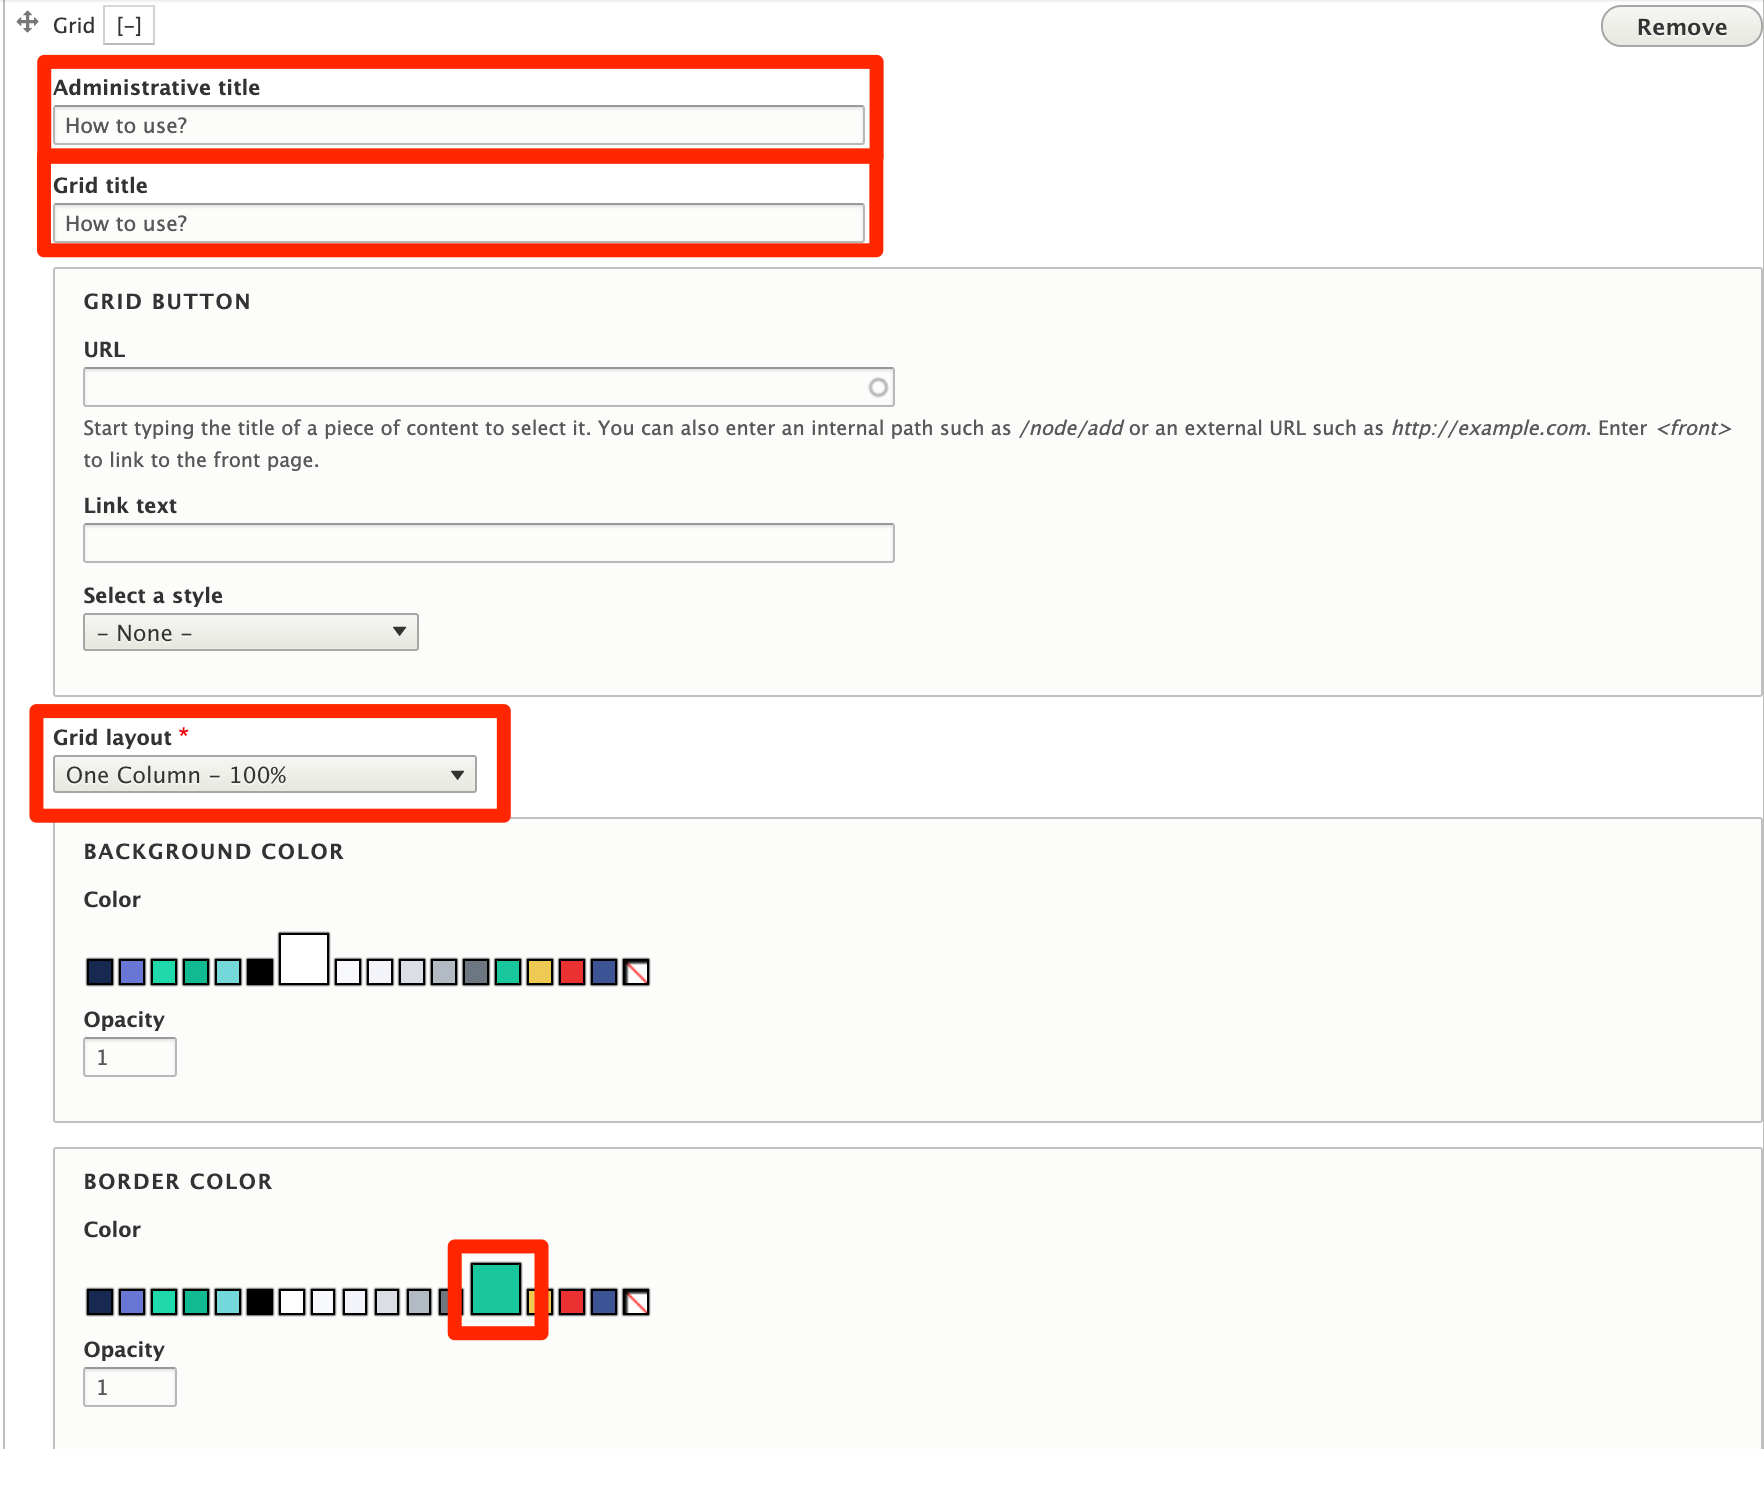 Grid [-] Remove
Administrative title
How to use?
Grid title
How to use?
GRID BUTTON
URL
Start typing the title of a piece of content to select it. You can also enter an internal path such as /node/add or an external URL such as http://example.com. Enter <front>
to link to the front page.
Link text
Select a style
– None –
Grid layout *
One Column – 100%
BACKGROUND COLOR
Color
Opacity
1
BORDER COLOR
Color
Opacity
1